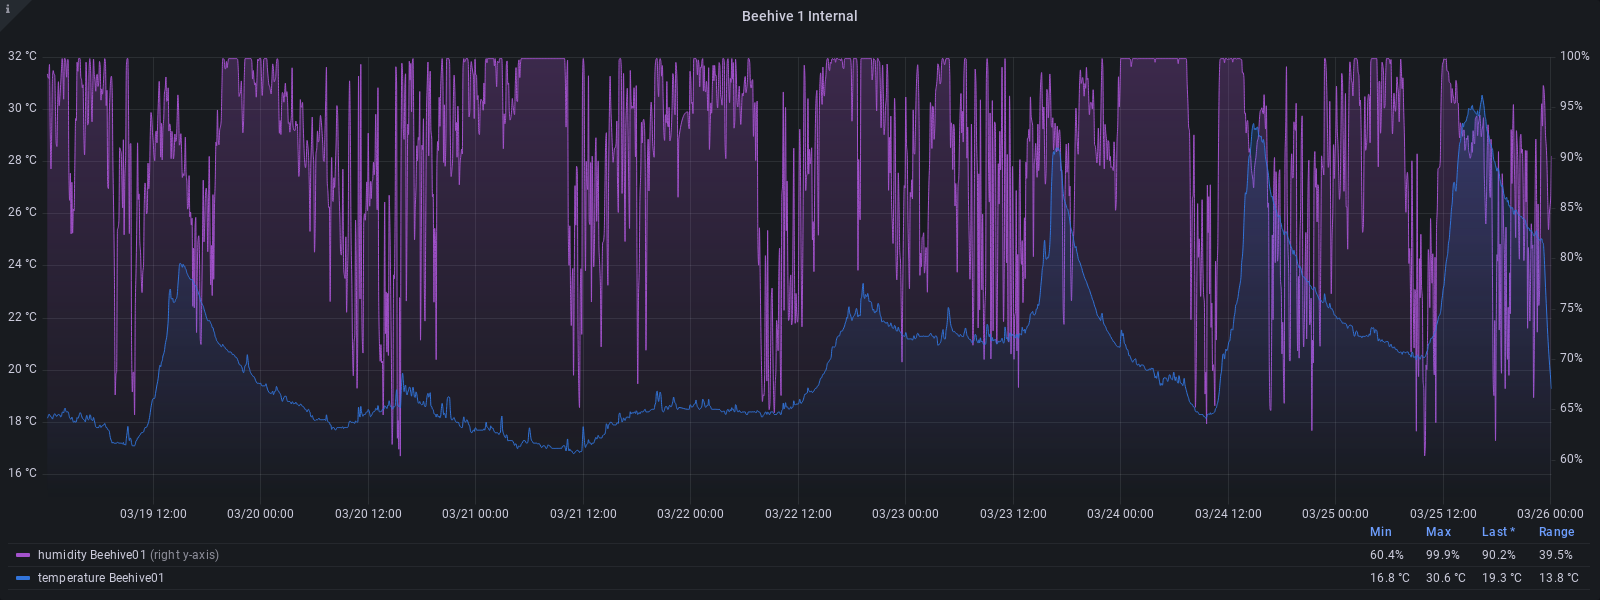 i
Beehive 1 Internal
32 °C
30 °C
28 °C
26 °C
24 °C
22 °C
20 °C
18 °C
16 °C
100%
95%
90%
85%
80%
75%
70%
65%
60%
03/19 12:00 03/20 00:00 03/20 12:00 03/21 00:00 03/21 12:00 03/22 00:00 03/22 12:00 03/23 00:00 03/23 12:00 03/24 00:00 03/24 12:00 03/25 00:00 03/25 12:00 03/26 00:00
Min Max Last * Range
humidity Beehive01 (right y-axis) 60.4% 99.9% 90.2% 39.5%
temperature Beehive01 16.8 °C 30.6 °C 19.3 °C 13.8 °C